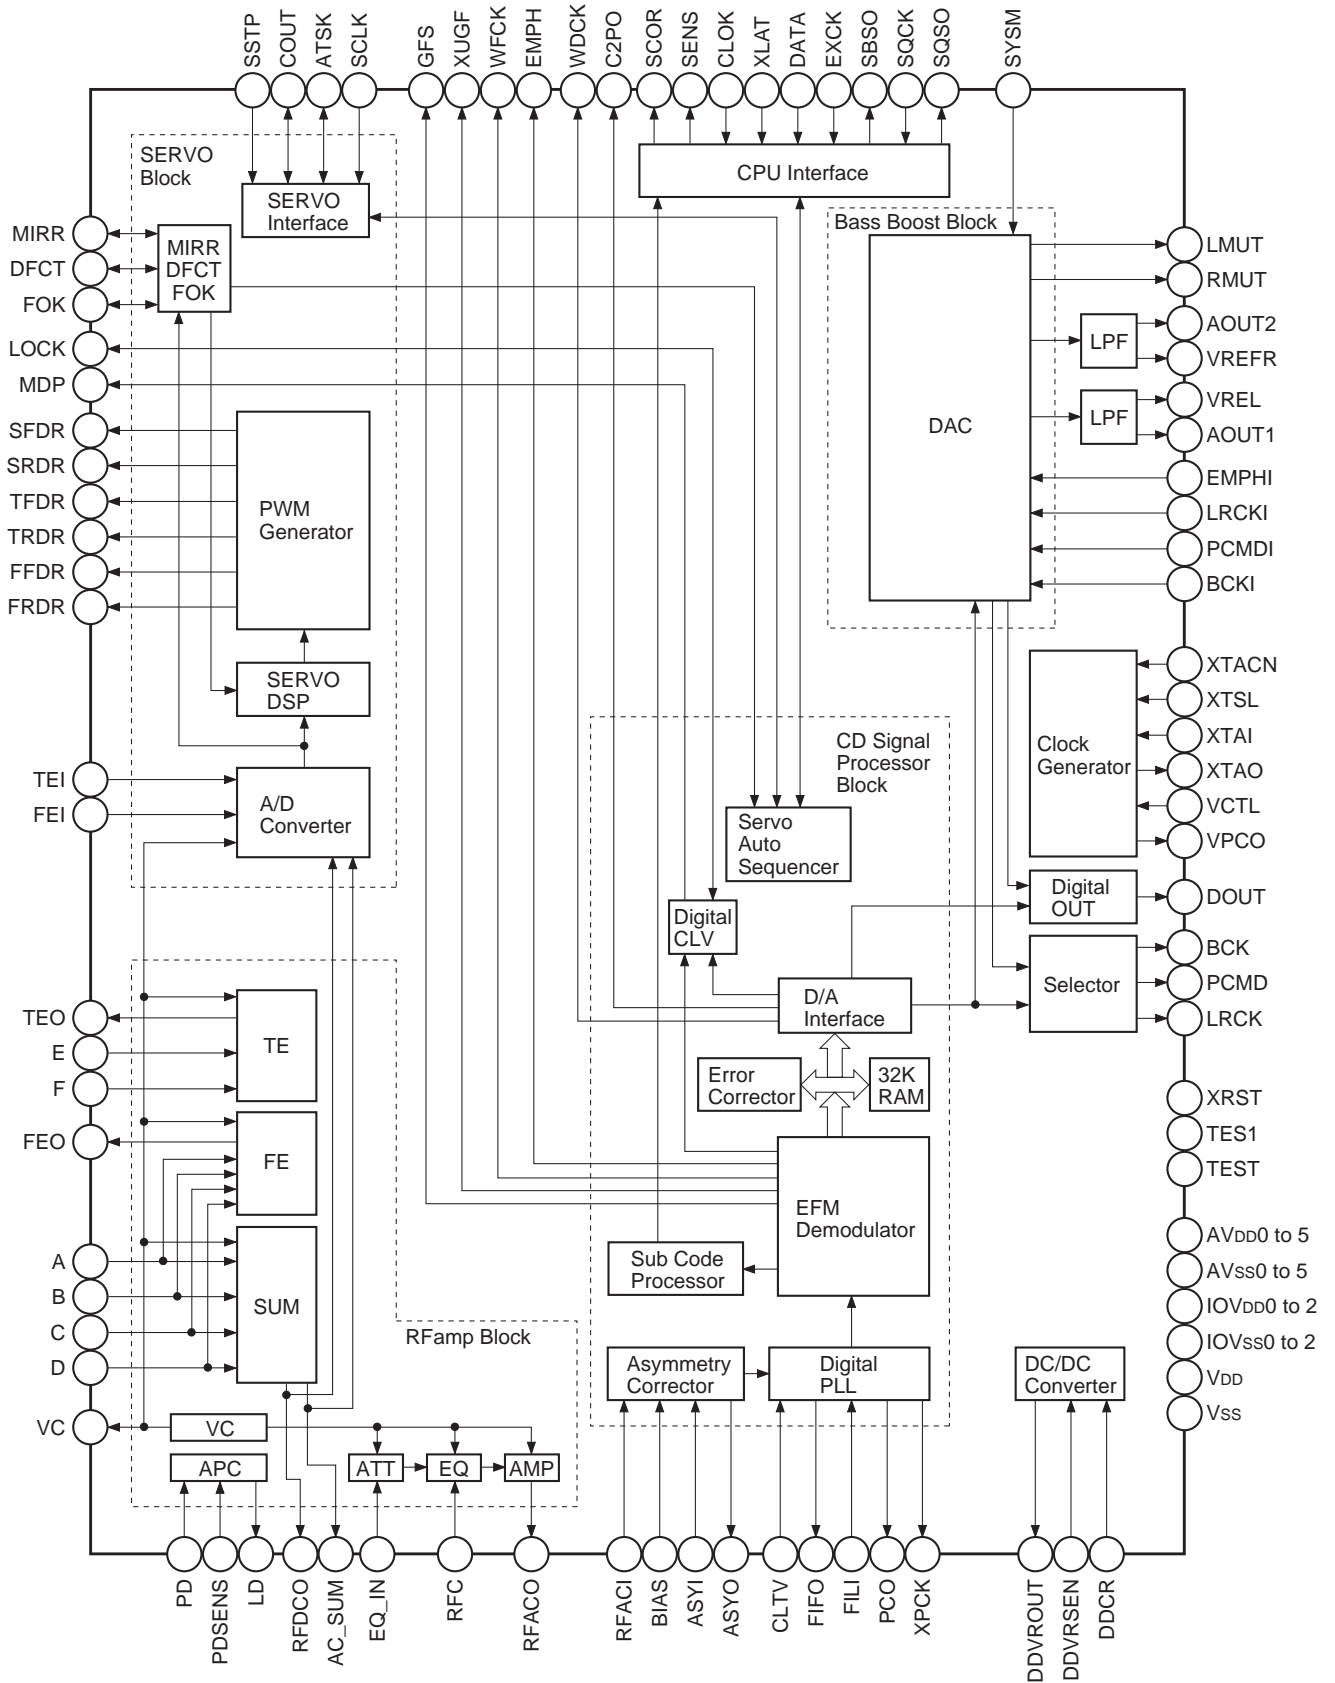 SSTP
COUT
ATSK
SCLK
GFS
XUGF
WFCK
EMPH
WDCK
C2PO
SCOR
SENS
CLOK
XLAT
DATA
EXCK
SBSO
SQCK
SQSO
SYSM
SERVO
Block
SERVO
Interface
CPU Interface
Bass Boost Block
MIRR
DFCT
FOK
LOCK
MDP
SFDR
SRDR
TFDR
TRDR
FFDR
FRDR
TEI
FEI
TEO
E
F
FEO
A
B
C
D
VC
MIRR
DFCT
FOK
PWM
Generator
SERVO
DSP
A/D
Converter
TE
FE
SUM
RFamp Block
VC
APC
ATT
EQ
AMP
DAC
LPF
LPF
CD Signal
Processor
Block
Servo
Auto
Sequencer
Digital
CLV
D/A
Interface
Error
Corrector
32K
RAM
EFM
Demodulator
Sub Code
Processor
Asymmetry
Corrector
Digital
PLL
Clock
Generator
Digital
OUT
Selector
DC/DC
Converter
LMUT
RMUT
AOUT2
VREFR
VREL
AOUT1
EMPHI
LRCKI
PCMDI
BCKI
XTACN
XTSL
XTAI
XTAO
VCTL
VPCO
DOUT
BCK
PCMD
LRCK
XRST
TES1
TEST
AVDD0 to 5
AVSS0 to 5
IOVDD0 to 2
IOVSS0 to 2
VDD
VSS
PD
PDSENS
LD
RFDCO
AC_SUM
EQ_IN
RFC
RFACO
RFACI
BIAS
ASYI
ASYO
CLTV
FIFO
FILI
PCO
XPCK
DDVROUT
DDVRSEN
DDCR